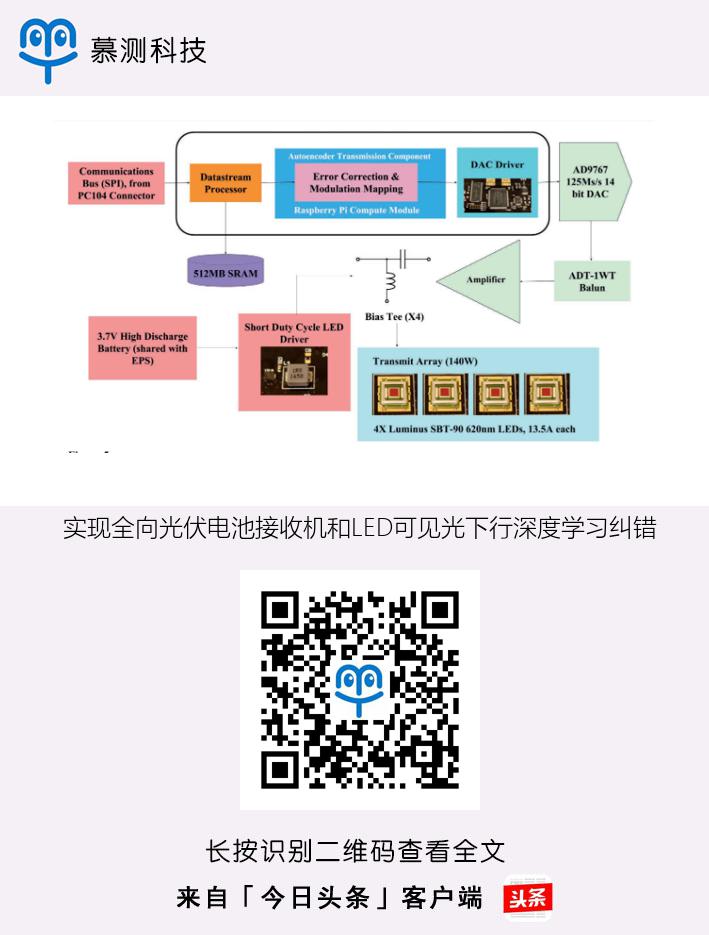 慕测科技
Communications
Bus (SPI), from
PC104 Connector
Datastream
Processor
Autoencoder Transmission Component
Error Correction &
Modulation Mapping
Raspberry Pi Compute Module
DAC Driver
AD9767
125Ms/s 14
bit DAC
512MB SRAM
Bias Tee (X4)
Amplifier
ADT-1WT
Balun
3.7V High Discharge
Battery (shared with
EPS)
Short Duty Cycle LED
Driver
Transmit Array (140W)
4X Luminus SBT-90 620nm LEDs, 13.5A each
实现全向光伏电池接收机和LED可见光下行深度学习纠错
长按识别二维码查看全文
来自「今日头条」客户端
头条